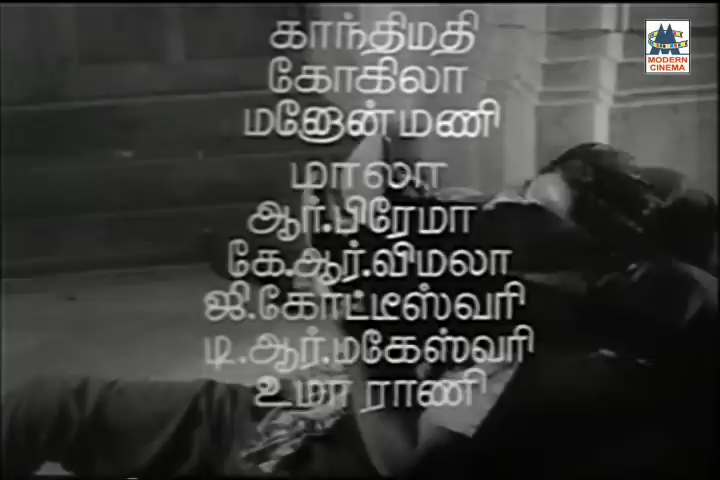 காந்திமதி
கோகிலா
மனோன்மணி
மாலா
ஆர்.பிரேமா
கே.ஆர்.விமலா
ஜி.கோட்டீஸ்வரி
டி.ஆர்.மகேஸ்வரி
உமா ராணி
MODERN
CINEMA